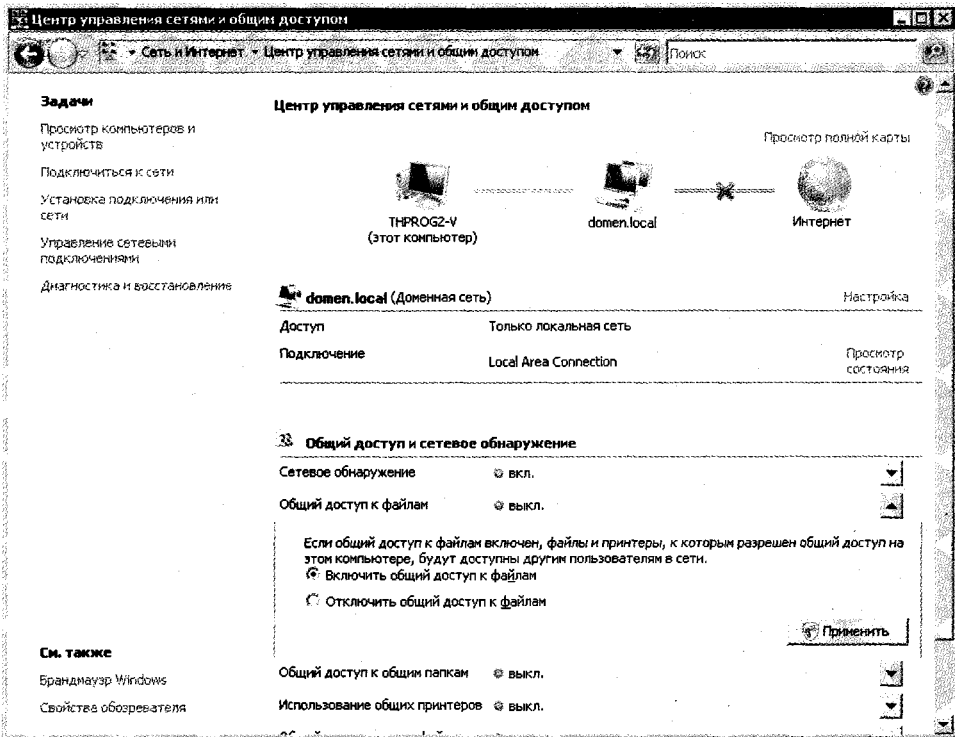 Центр управления сетями и общим доступом
Сеть и Интернет
Центр управления сетями и общим доступом
Поиск
Задачи
Просмотр компьютеров и
устройств
Подключиться к сети
Установка подключения или
сети
Управление сетевыми
подключениями
Диагностика и восстановление
Центр управления сетями и общим доступом
Просмотр полной карты
THPROG2-V
(этот компьютер)
domen.local
Интернет
domen.local (Доменная сеть)
Настройка
Доступ
Только локальная сеть
Подключение
Local Area Connection
Просмотр
состояния
Общий доступ и сетевое обнаружение
Сетевое обнаружение
вкл.
Общий доступ к файлам
выкл.
Если общий доступ к файлам включен, файлы и принтеры, к которым разрешен общий доступ на
этом компьютере, будут доступны другим пользователям в сети.
Включить общий доступ к файлам
Отключить общий доступ к файлам
Применить
Общий доступ к общим папкам
выкл.
Использование общих принтеров
выкл.
См. также
Брандмауэр Windows
Свойства обозревателя